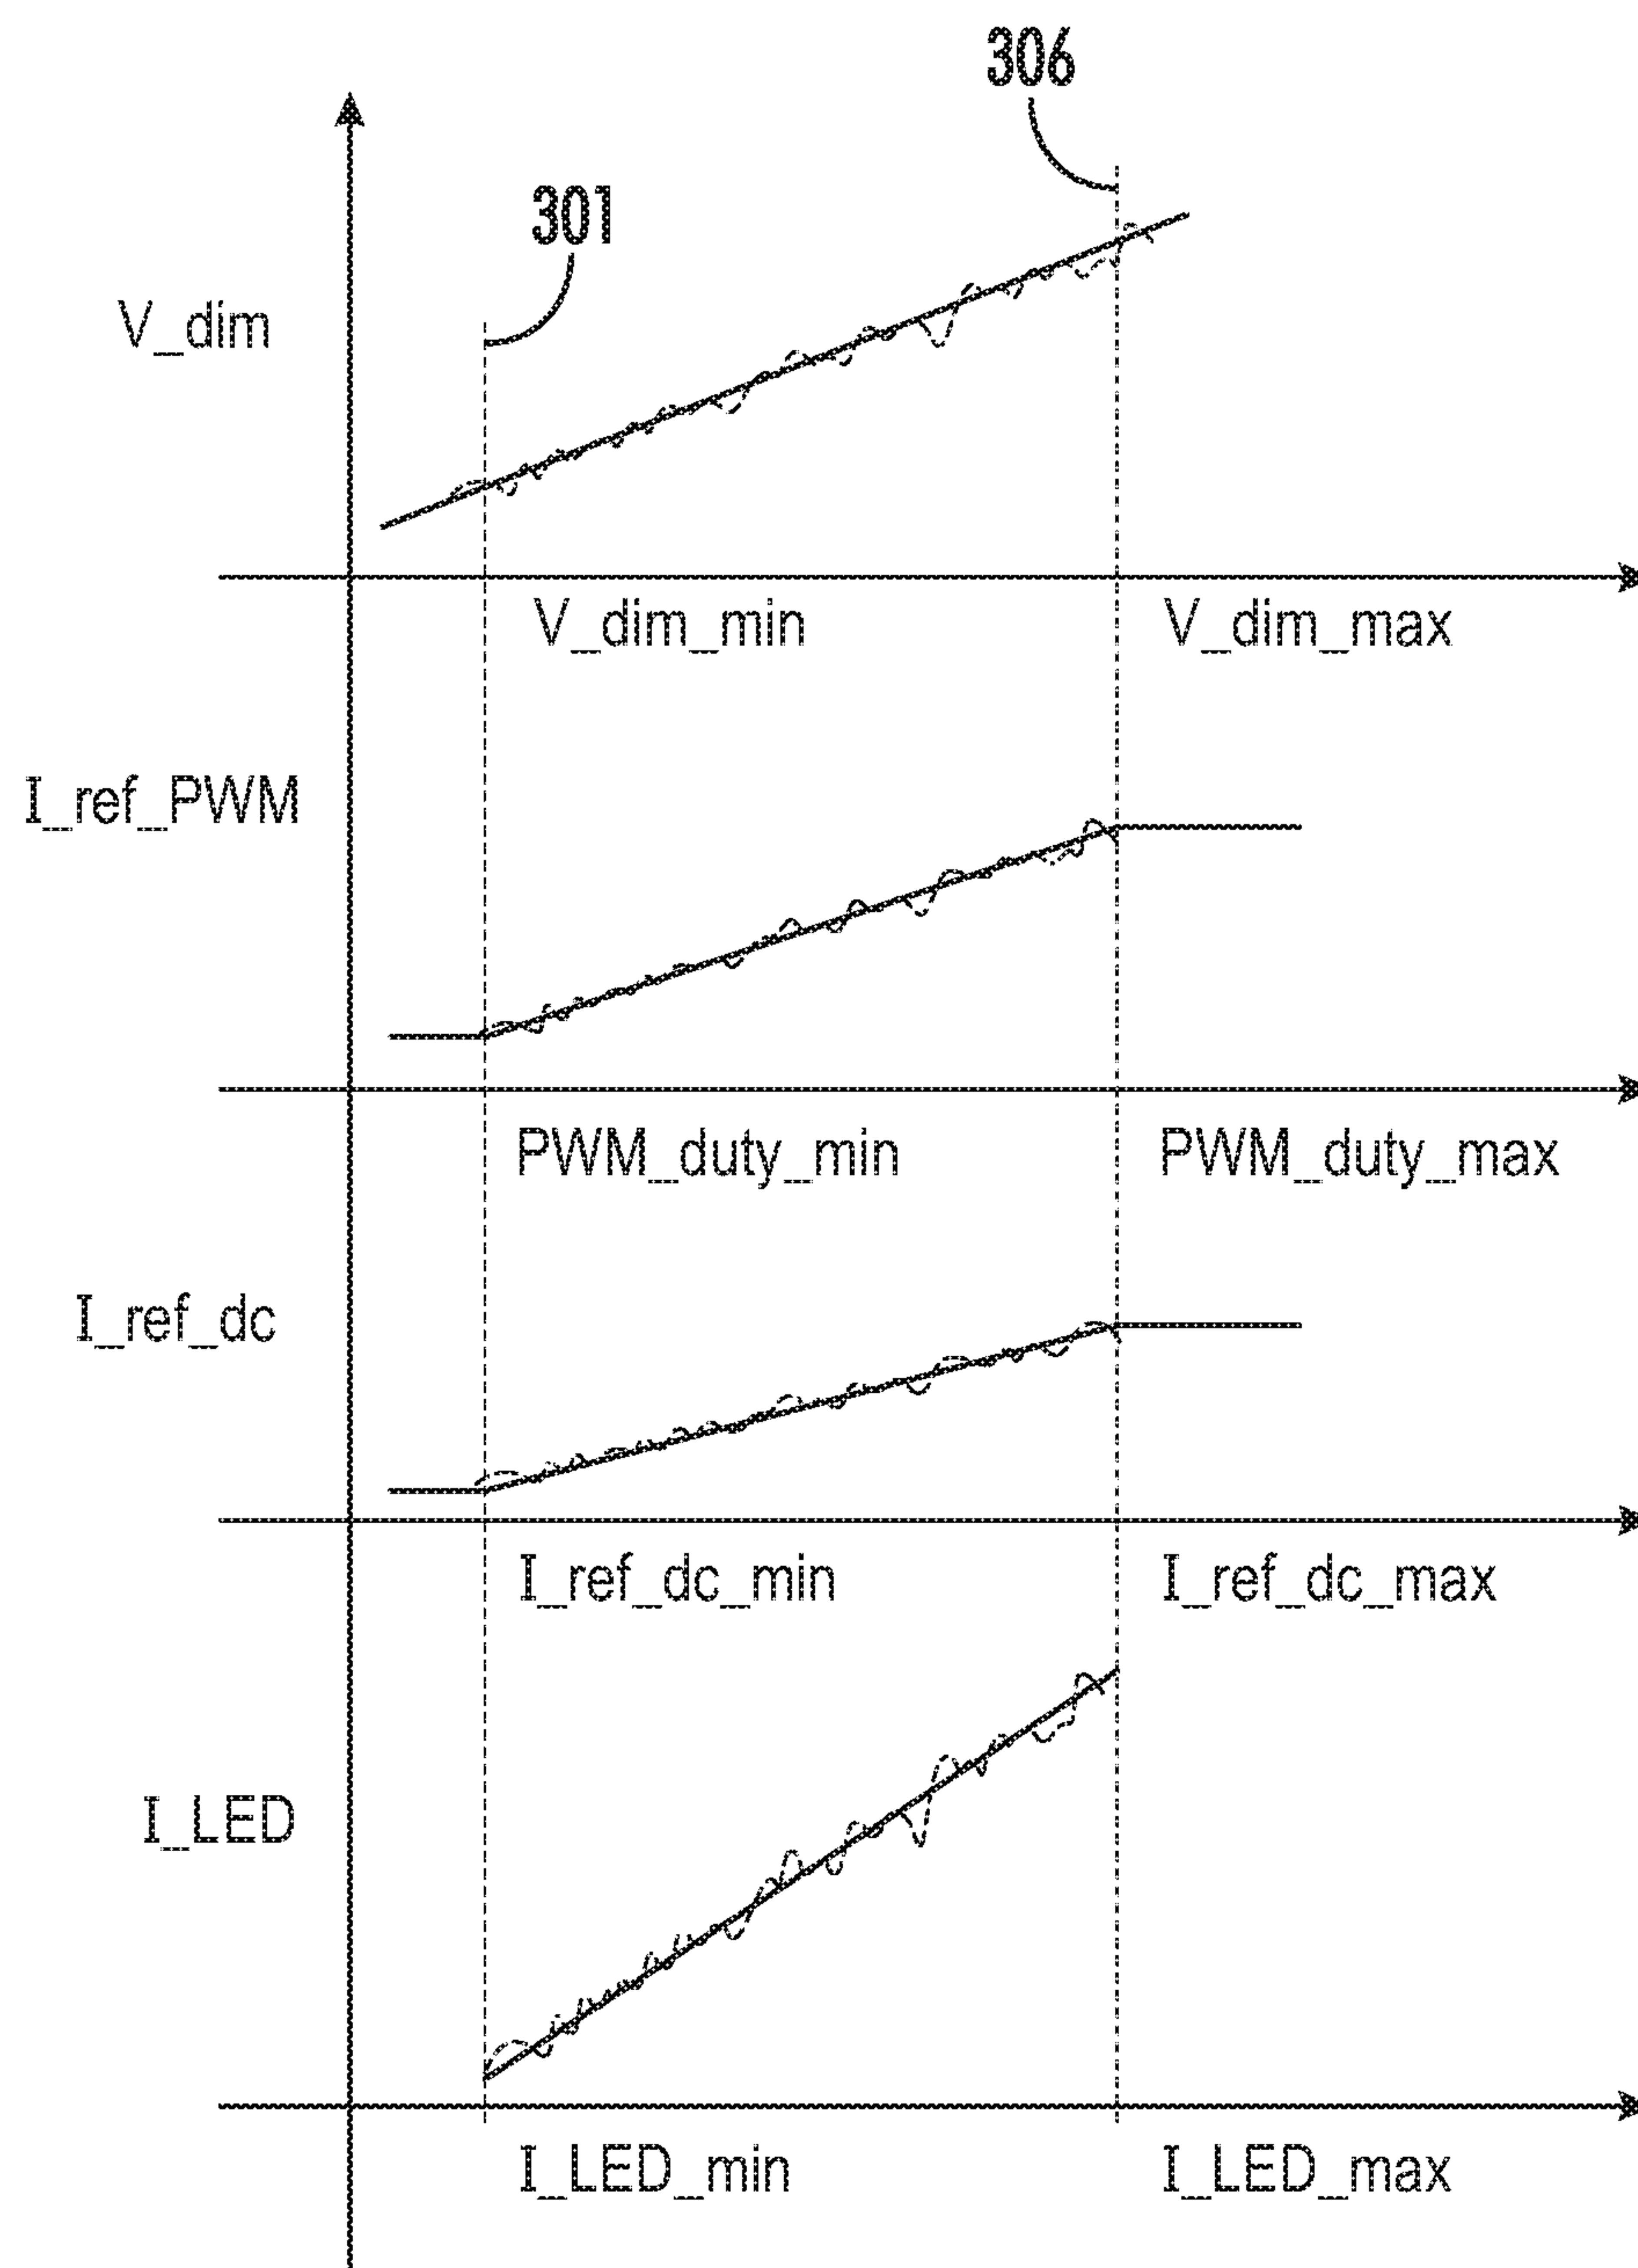 306
301
V_dim
V_dim_min V_dim_max
I_ref_PWM
PWM_duty_min PWM_duty_max
I_ref_dc
I_ref_dc_min I_ref_dc_max
I_LED
I_LED_min I_LED_max